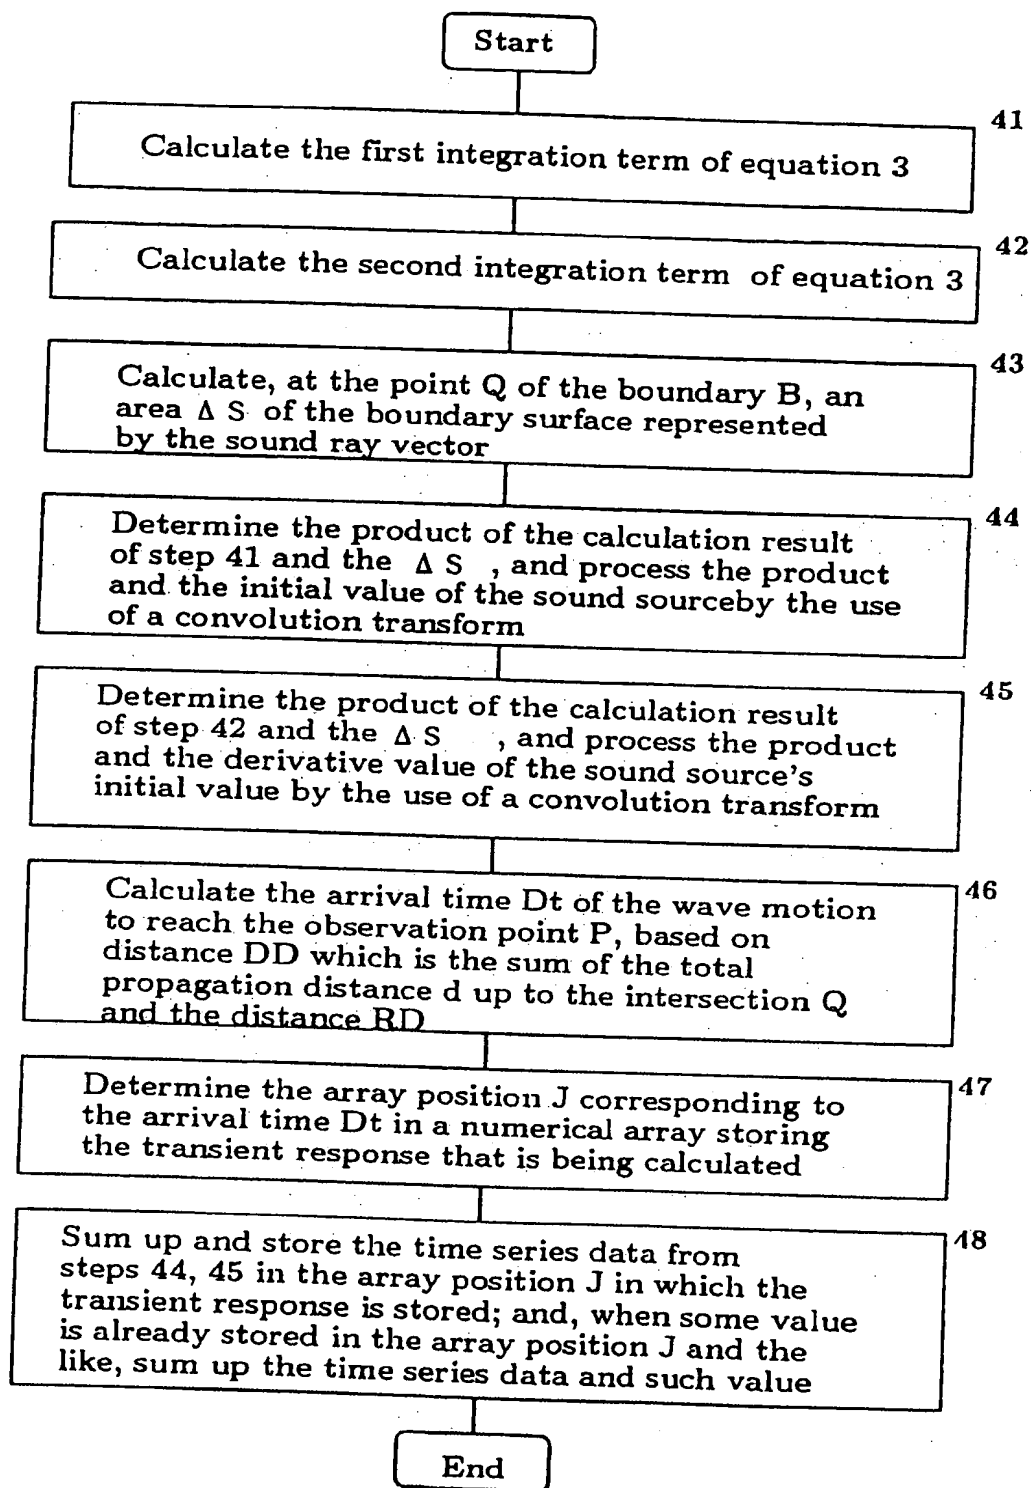 Start
41
Calculate the first integration term of equation 3
42
Calculate the second integration term of equation 3
43
Calculate, at the point Q of the boundary B, an
area Δ S of the boundary surface represented
by the sound ray vector
44
Determine the product of the calculation result
of step 41 and the Δ S , and process the product
and the initial value of the sound sourceby the use
of a convolution transform
45
Determine the product of the calculation result
of step 42 and the Δ S , and process the product
and the derivative value of the sound source's
initial value by the use of a convolution transform
46
Calculate the arrival time Dt of the wave motion
to reach the observation point P, based on
distance DD which is the sum of the total
propagation distance d up to the intersection Q
and the distance RD
47
Determine the array position J corresponding to
the arrival time Dt in a numerical array storing
the transient response that is being calculated
48
Sum up and store the time series data from
steps 44, 45 in the array position J in which the
transient response is stored; and, when some value
is already stored in the array position J and the
like, sum up the time series data and such value
End